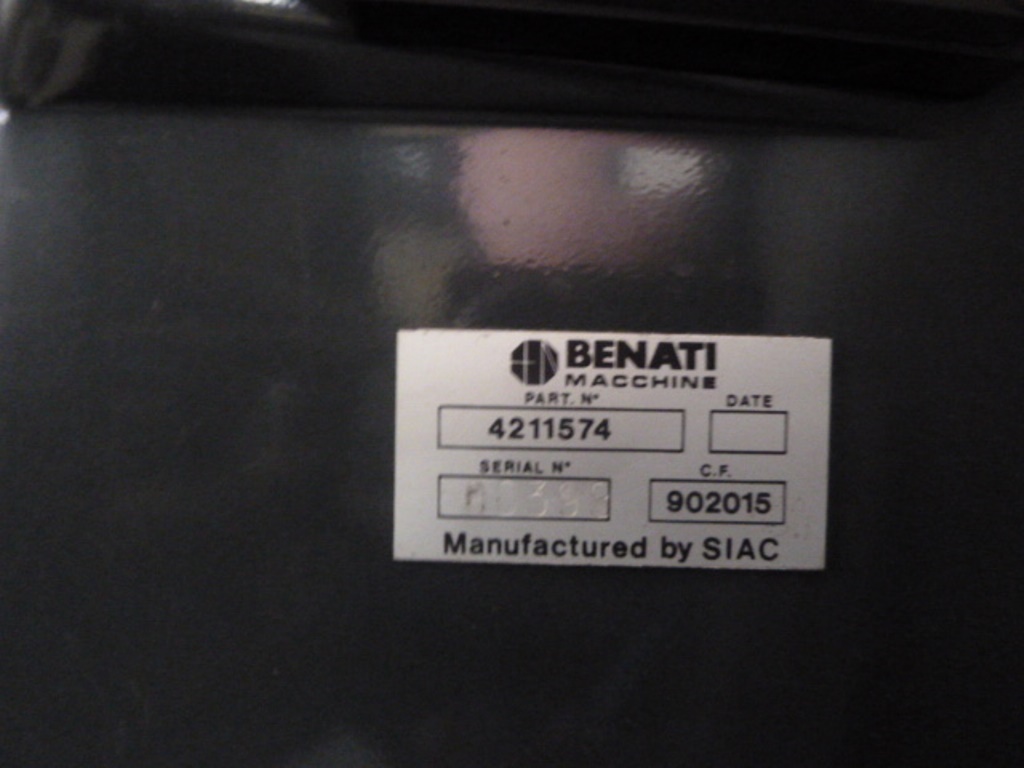 BENATI
MACCHINE
PART. N° DATE
4211574
SERIAL N° C.F.
902015
Manufactured by SIAC